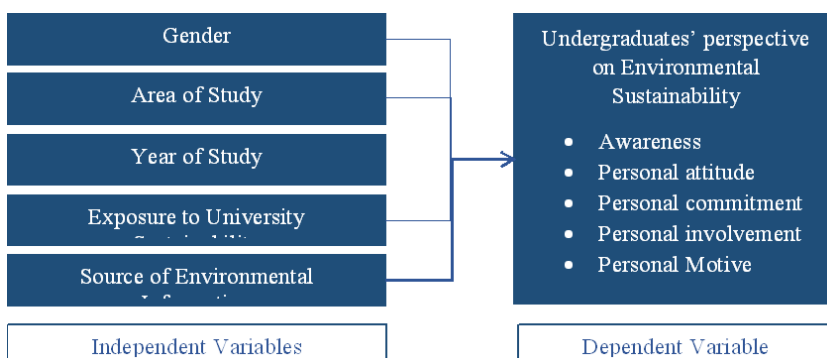 Gender
Area of Study
Year of Study
Exposure to University
Source of Environmental
Independent Variables
Undergraduates’ perspective
on Environmental
Sustainability
• Awareness
• Personal attitude
• Personal commitment
• Personal involvement
• Personal Motive
Dependent Variable